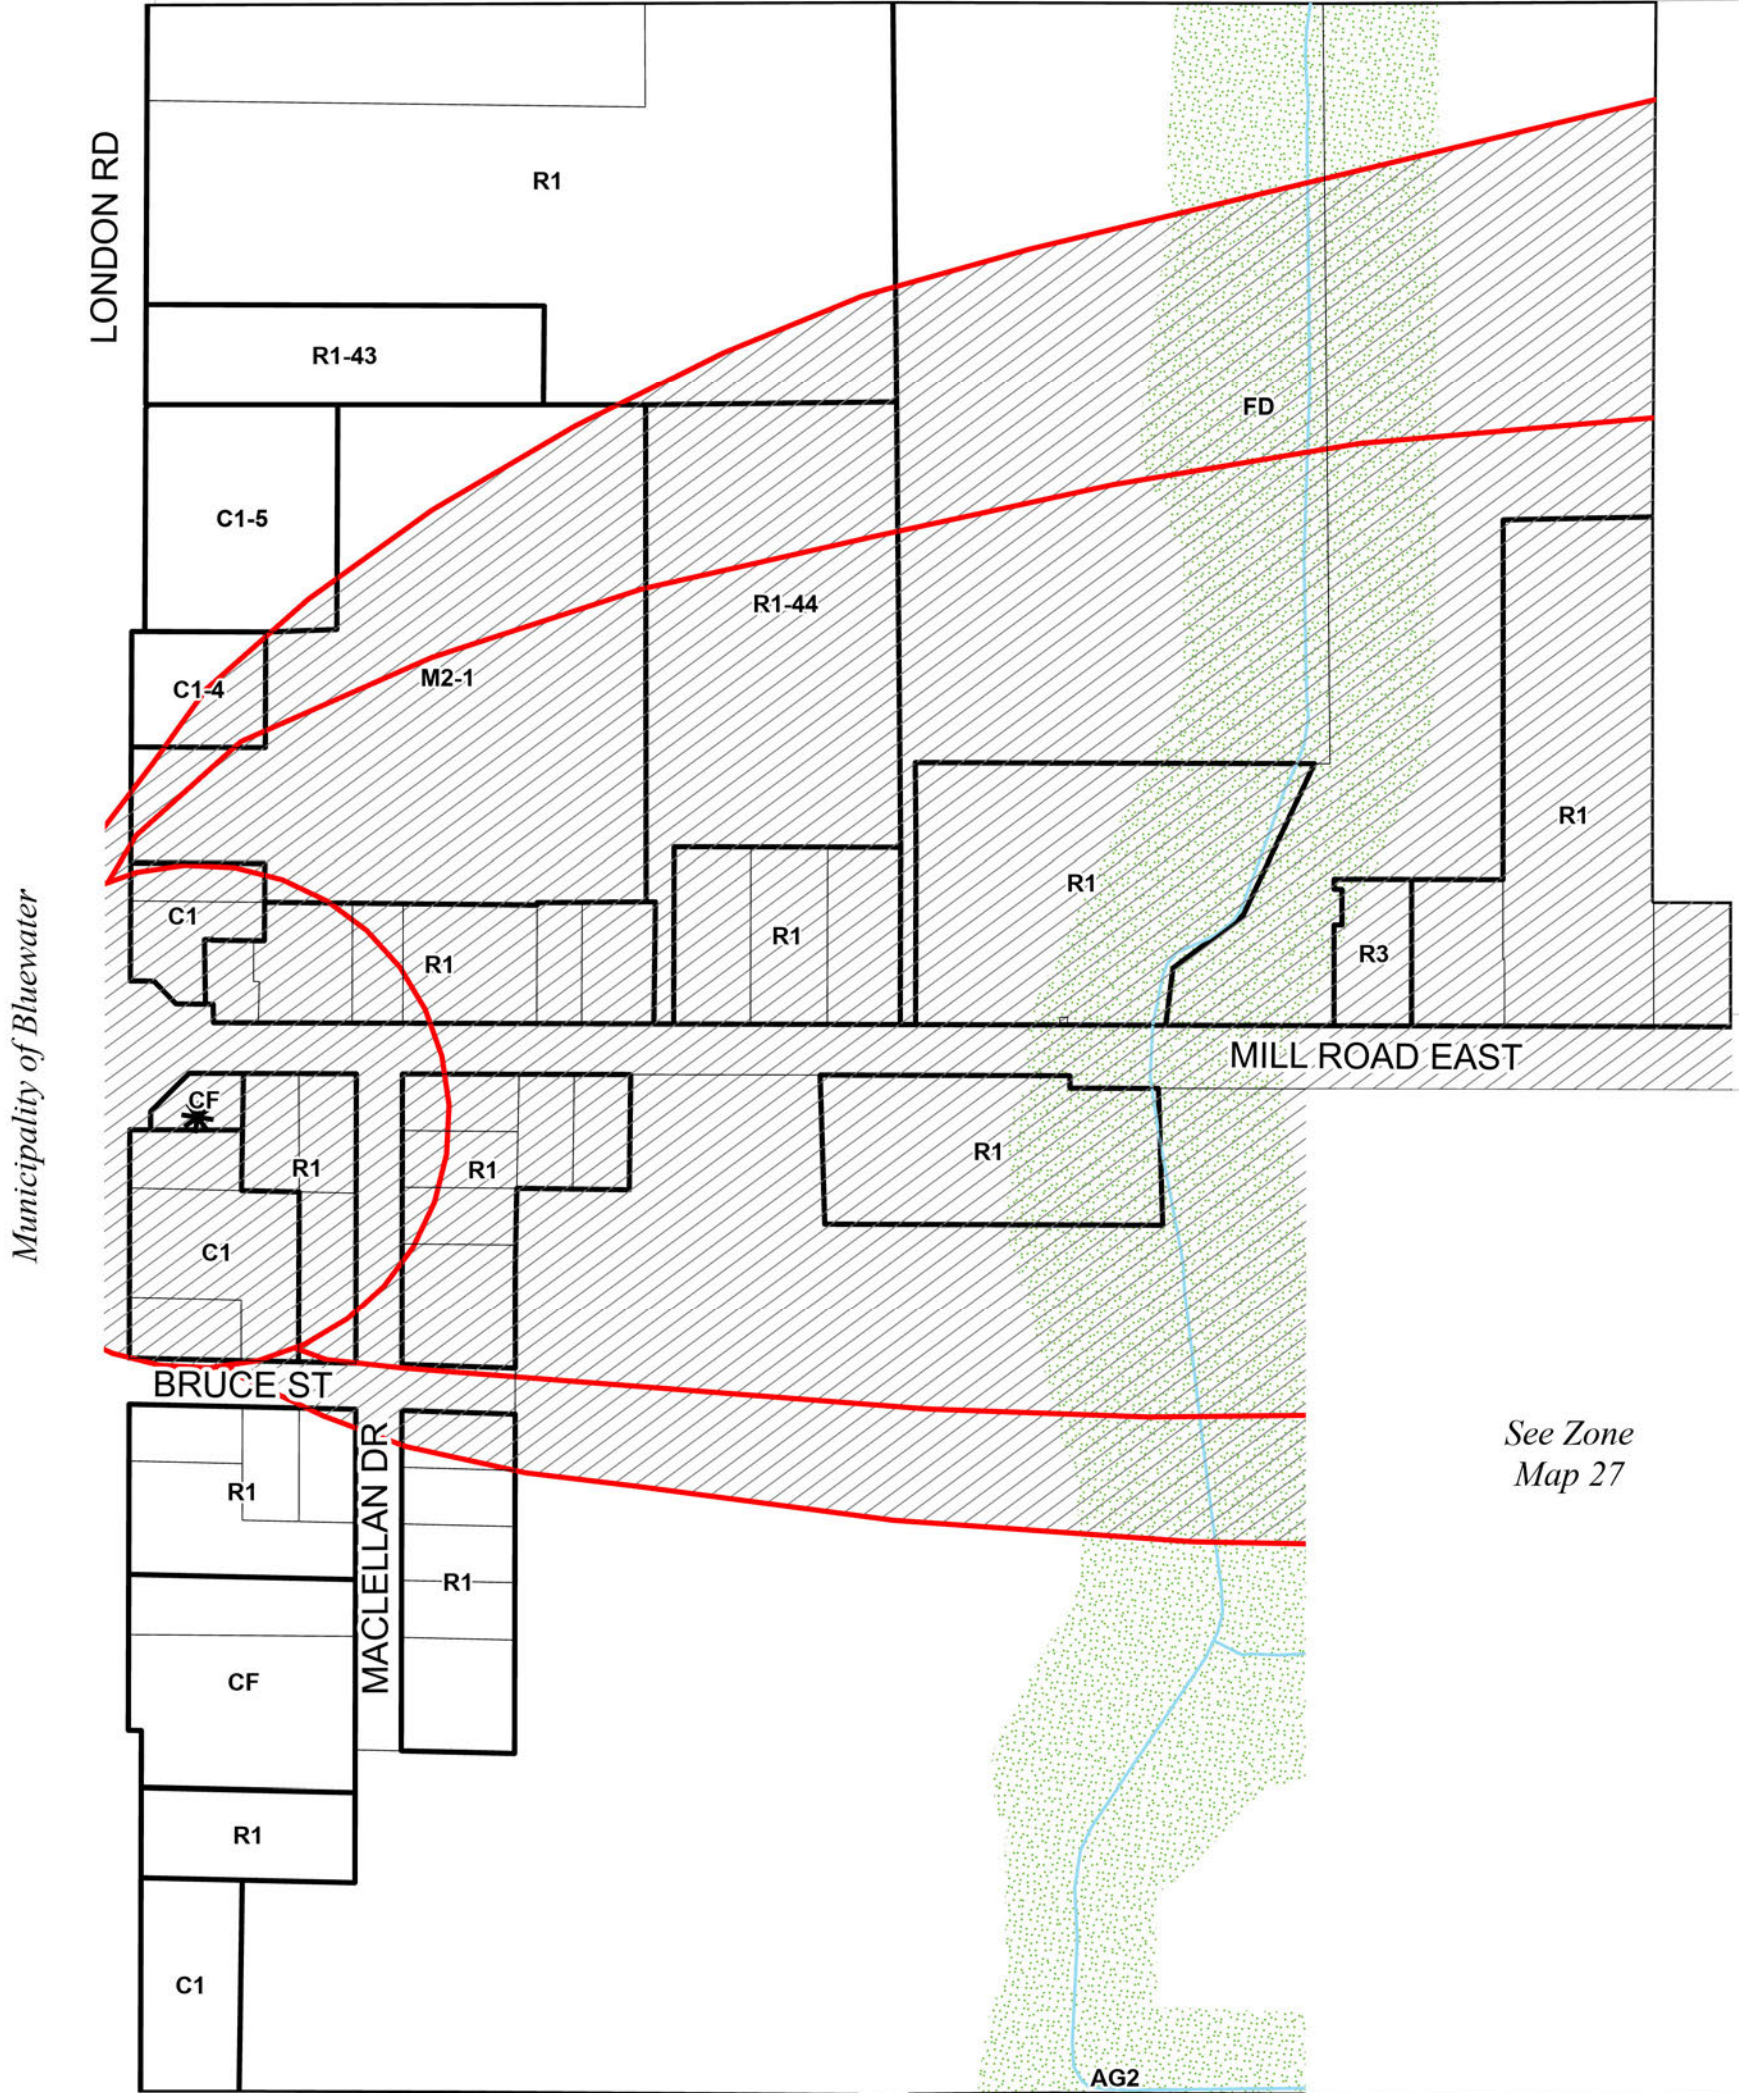 LONDON RD
R1
R1-43
C1-5
FD
R1-44
M2-1
C1-4
R1
R1
C1
R1
R1
R3
Municipality of Bluewater
MILL ROAD EAST
CF
R1
R1
R1
C1
BRUCE ST
See Zone
Map 27
R1
MACLELLAN DR
R1
CF
R1
C1
AG2